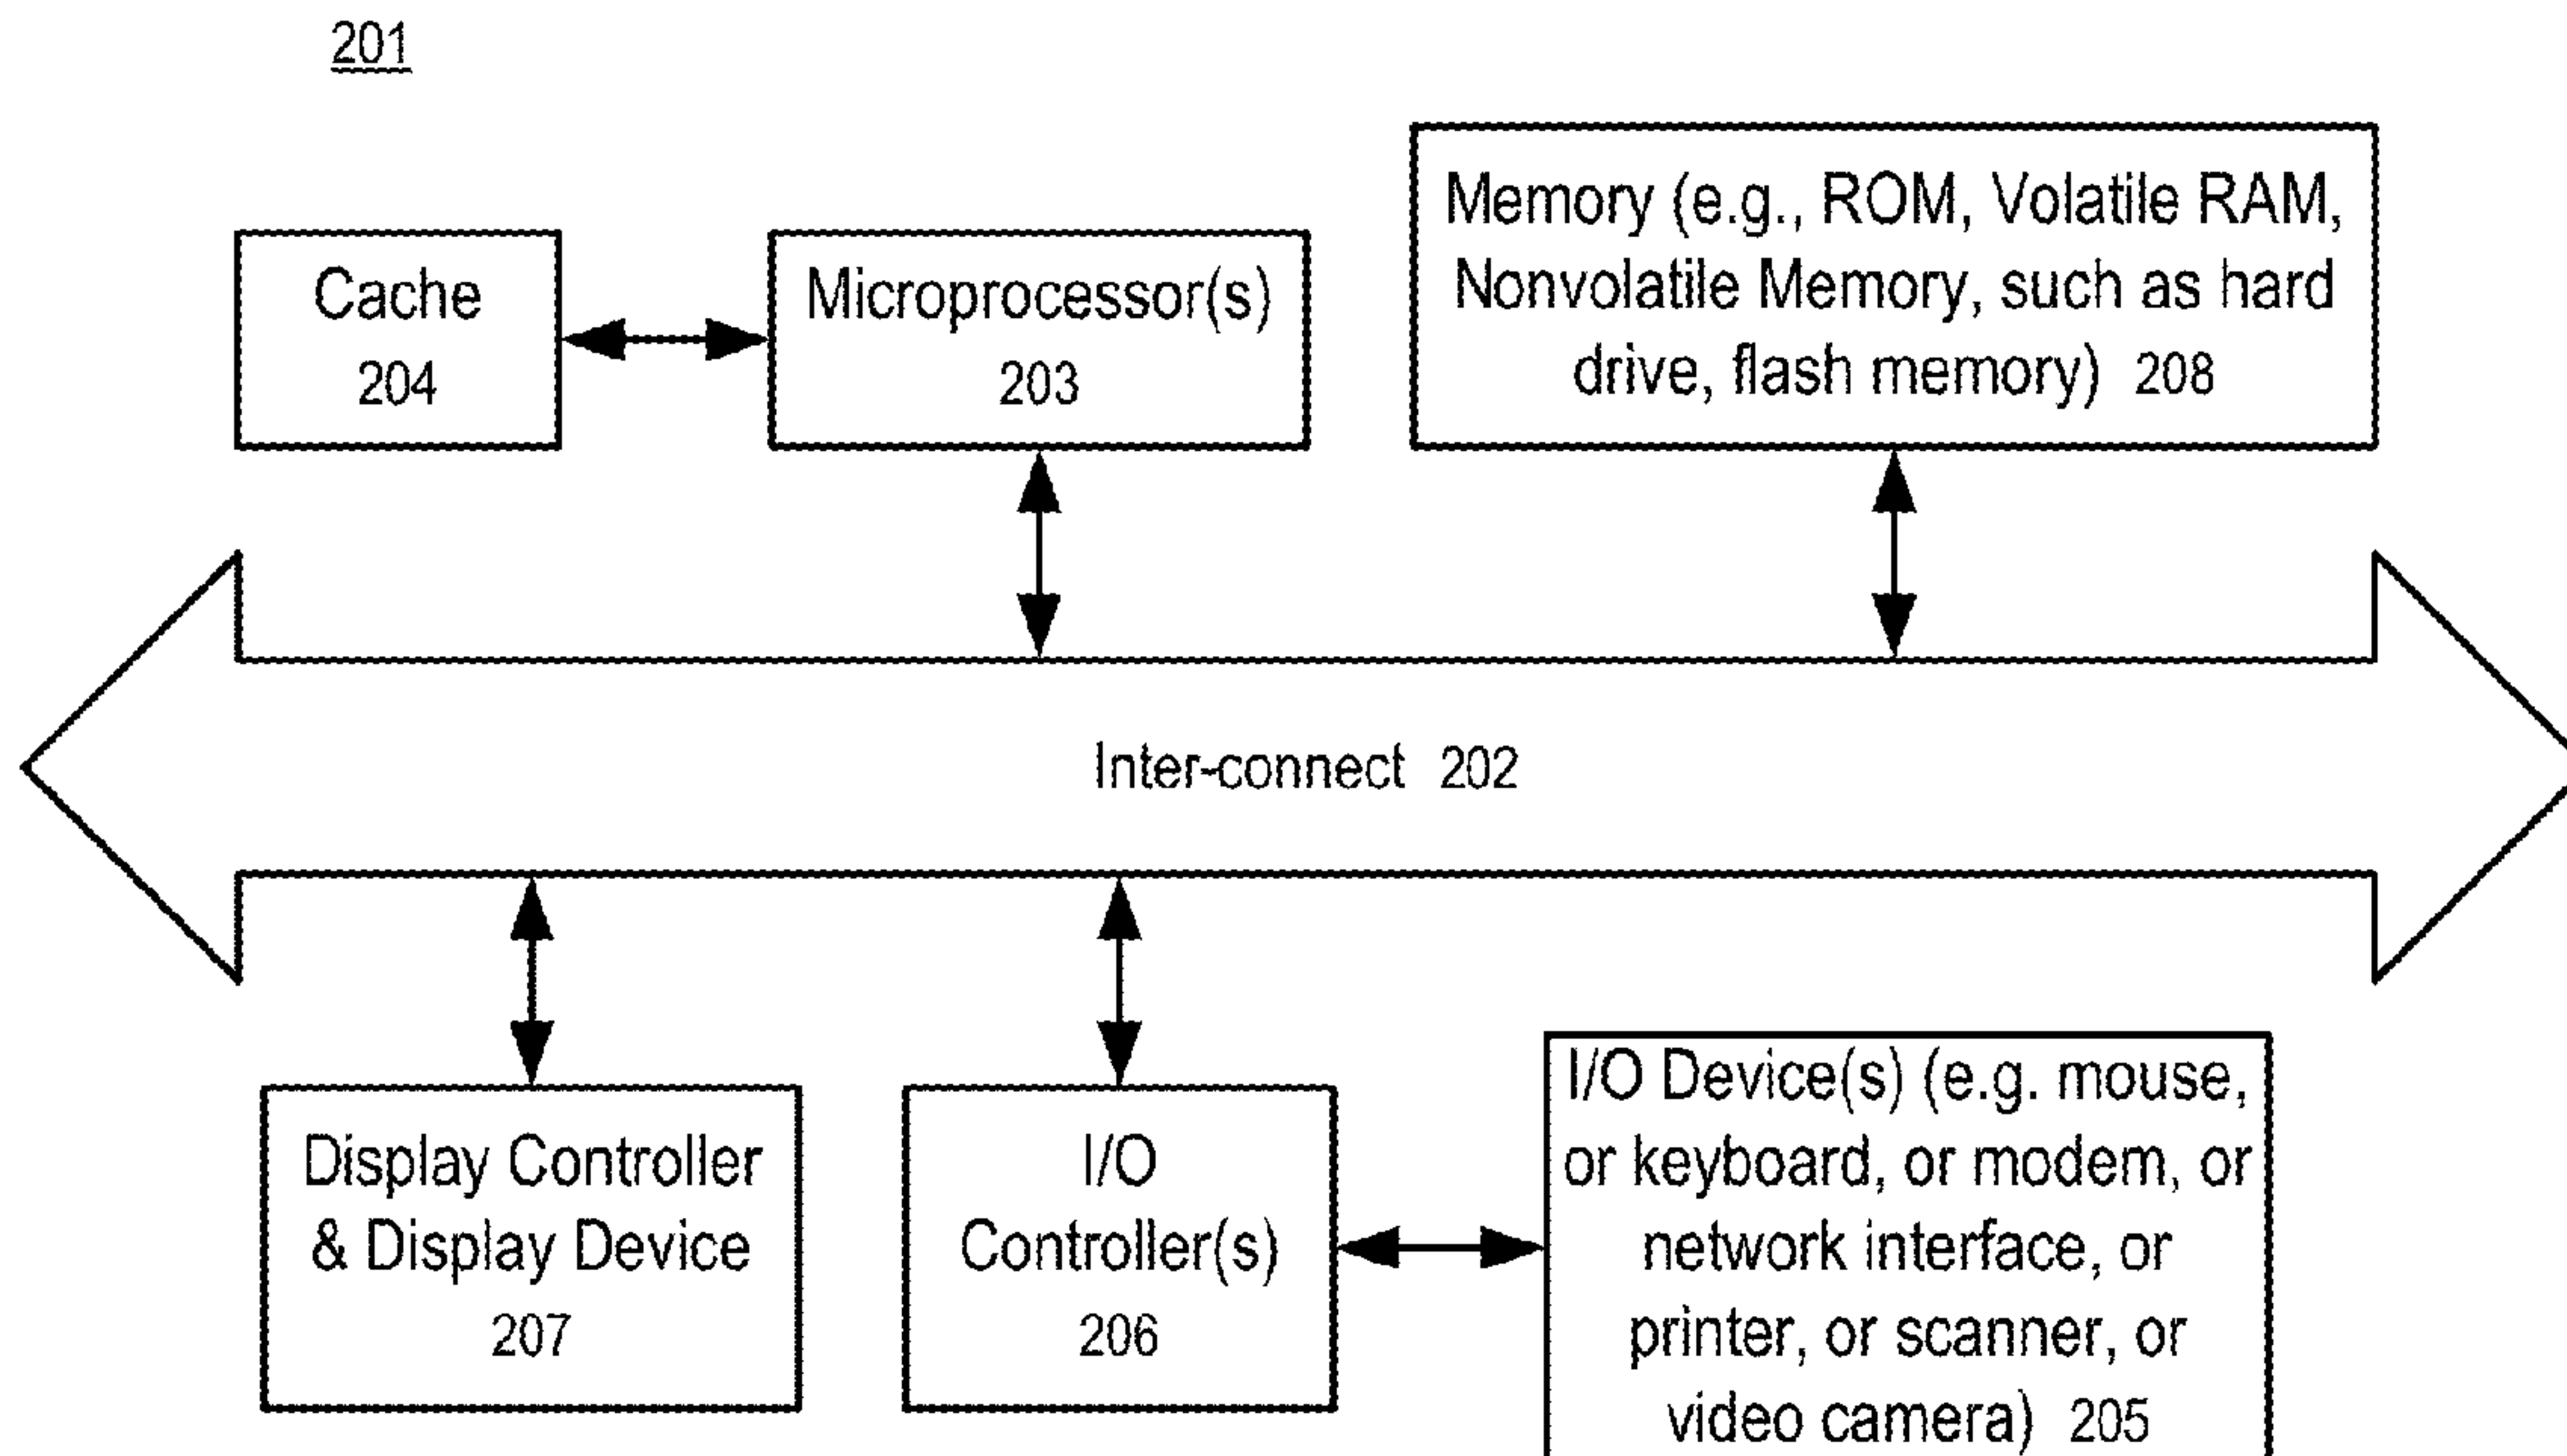 201
Cache
204
Microprocessor(s)
203
Memory (e.g., ROM, Volatile RAM,
Nonvolatile Memory, such as hard
drive, flash memory) 208
Inter-connect 202
Display Controller
& Display Device
207
I/O
Controller(s)
206
I/O Device(s) (e.g. mouse,
or keyboard, or modem, or
network interface, or
printer, or scanner, or
video camera) 205